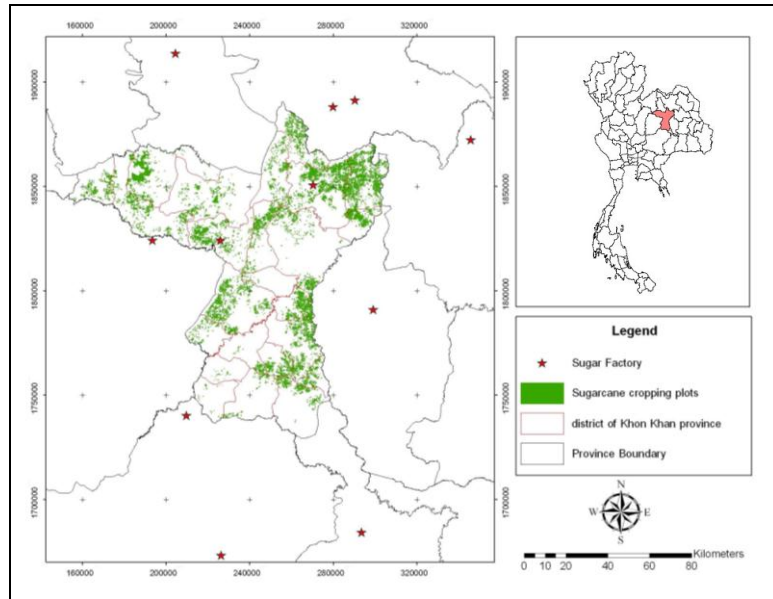 160000 200000 240000 280000 320000
1900000
1850000
1800000
1750000
1700000
1900000
1850000
1800000
1750000
1700000
160000 200000 240000 280000 320000
Legend
Sugar Factory
Sugarcane cropping plots
district of Khon Khan province
Province Boundary
N
W E
S
Kilometers
0 10 20 40 60 80